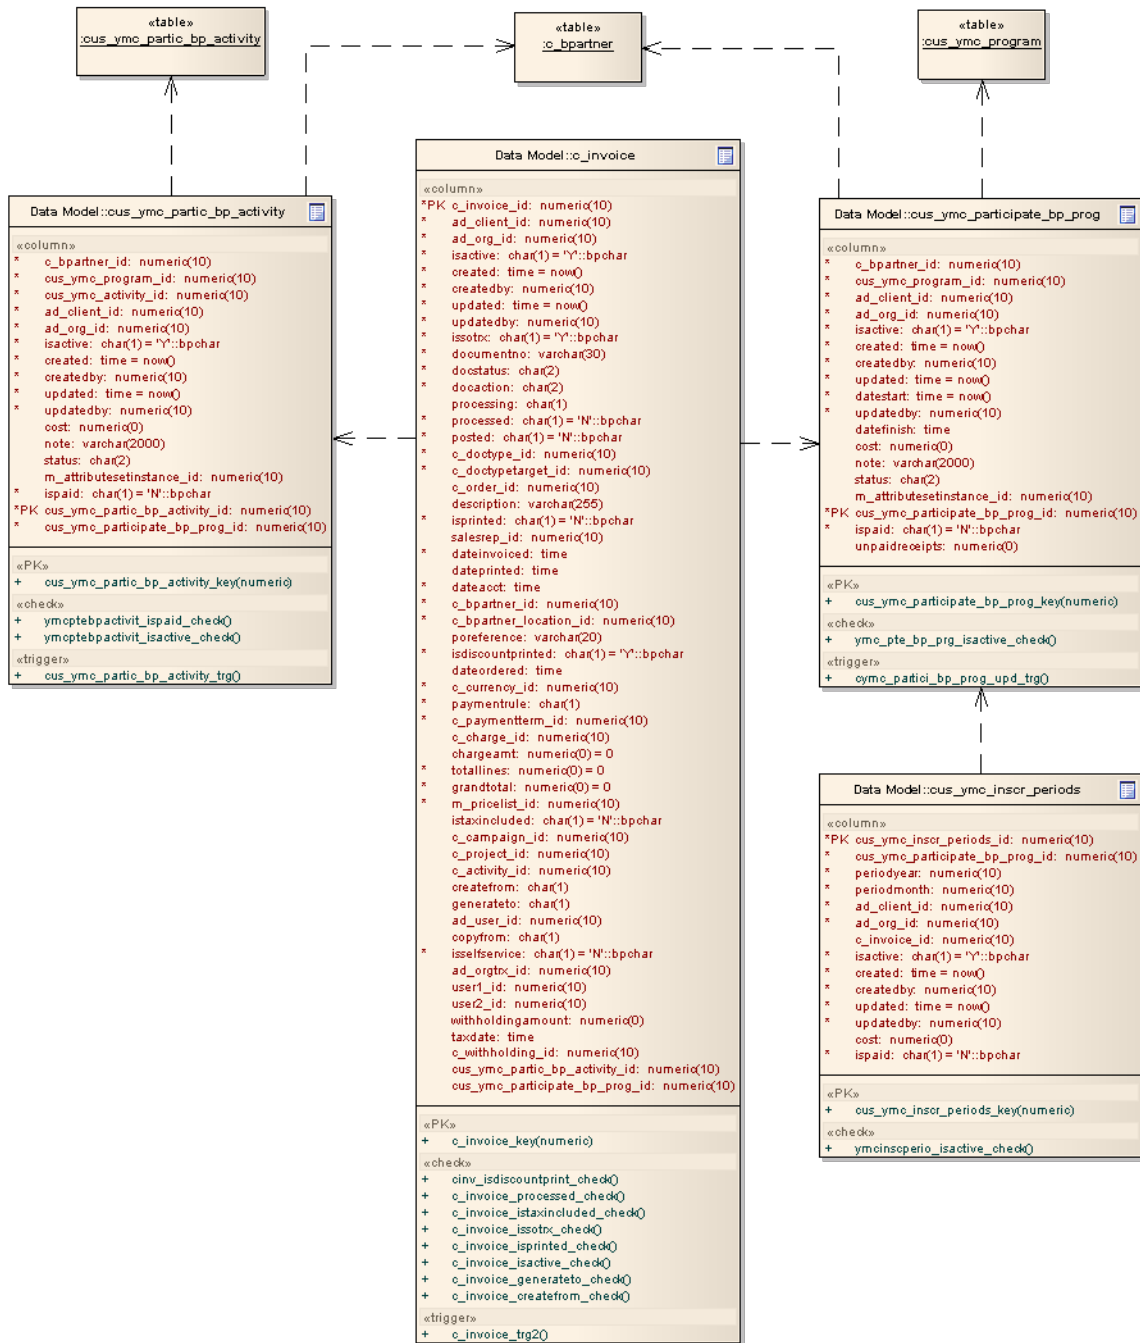 «table»
:cus_ymc_partic_bp_activity
«table»
:c_bpartner
«table»
:cus_ymc_program
Data Model::cus_ymc_partic_bp_activity
«column»
* c_bpartner_id: numeric(10)
* cus_ymc_program_id: numeric(10)
* cus_ymc_activity_id: numeric(10)
* ad_client_id: numeric(10)
* ad_org_id: numeric(10)
* isactive: char(1) = 'Y'::bpchar
* created: time = now()
* createdby: numeric(10)
* updated: time = now()
* updatedby: numeric(10)
cost: numeric(0)
note: varchar(2000)
status: char(2)
m_attributesetinstance_id: numeric(10)
* ispaid: char(1) = 'N'::bpchar
*PK cus_ymc_partic_bp_activity_id: numeric(10)
* cus_ymc_participate_bp_prog_id: numeric(10)
«PK»
+ cus_ymc_partic_bp_activity_key(numeric)
«check»
+ ymcptebpactivit_ispaid_check()
+ ymcptebpactivit_isactive_check()
«trigger»
+ cus_ymc_partic_bp_activity_trg()
Data Model::c_invoice
«column»
*PK c_invoice_id: numeric(10)
* ad_client_id: numeric(10)
* ad_org_id: numeric(10)
* isactive: char(1) = 'Y'::bpchar
* created: time = now()
* createdby: numeric(10)
* updated: time = now()
* updatedby: numeric(10)
* issotrx: char(1) = 'Y'::bpchar
* documentno: varchar(30)
* docstatus: char(2)
* docaction: char(2)
processing: char(1)
* processed: char(1) = 'N'::bpchar
* posted: char(1) = 'N'::bpchar
* c_doctype_id: numeric(10)
* c_doctypetarget_id: numeric(10)
c_order_id: numeric(10)
description: varchar(255)
* isprinted: char(1) = 'N'::bpchar
salesrep_id: numeric(10)
* dateinvoiced: time
dateprinted: time
* dateacct: time
* c_bpartner_id: numeric(10)
* c_bpartner_location_id: numeric(10)
poreference: varchar(20)
* isdiscountprinted: char(1) = 'Y'::bpchar
dateordered: time
* c_currency_id: numeric(10)
* paymentrule: char(1)
* c_paymentterm_id: numeric(10)
c_charge_id: numeric(10)
chargeamt: numeric(0) = 0
* totallines: numeric(0) = 0
* grandtotal: numeric(0) = 0
* m_pricelist_id: numeric(10)
istaxincluded: char(1) = 'N'::bpchar
c_campaign_id: numeric(10)
c_project_id: numeric(10)
c_activity_id: numeric(10)
createfrom: char(1)
generateto: char(1)
ad_user_id: numeric(10)
copyfrom: char(1)
* isselfservice: char(1) = 'N'::bpchar
ad_orgtrx_id: numeric(10)
user1_id: numeric(10)
user2_id: numeric(10)
withholdingamount: numeric(0)
taxdate: time
c_withholding_id: numeric(10)
cus_ymc_partic_bp_activity_id: numeric(10)
cus_ymc_participate_bp_prog_id: numeric(10)
«PK»
+ c_invoice_key(numeric)
«check»
+ cinv_isdiscountprint_check()
+ c_invoice_processed_check()
+ c_invoice_istaxincluded_check()
+ c_invoice_issotrx_check()
+ c_invoice_isprinted_check()
+ c_invoice_isactive_check()
+ c_invoice_generateto_check()
+ c_invoice_createfrom_check()
«trigger»
+ c_invoice_trg2()
Data Model::cus_ymc_participate_bp_prog
«column»
* c_bpartner_id: numeric(10)
* cus_ymc_program_id: numeric(10)
* ad_client_id: numeric(10)
* ad_org_id: numeric(10)
* isactive: char(1) = 'Y'::bpchar
* created: time = now()
* createdby: numeric(10)
* updated: time = now()
* datestart: time = now()
* updatedby: numeric(10)
datefinish: time
cost: numeric(0)
note: varchar(2000)
status: char(2)
m_attributesetinstance_id: numeric(10)
*PK cus_ymc_participate_bp_prog_id: numeric(10)
* ispaid: char(1) = 'N'::bpchar
unpaidreceipts: numeric(0)
«PK»
+ cus_ymc_participate_bp_prog_key(numeric)
«check»
+ ymc_pte_bp_prg_isactive_check()
«trigger»
+ cymc_partici_bp_prog_upd_trg()
Data Model::cus_ymc_inscr_periods
«column»
*PK cus_ymc_inscr_periods_id: numeric(10)
* cus_ymc_participate_bp_prog_id: numeric(10)
* periodyear: numeric(10)
* periodmonth: numeric(10)
* ad_client_id: numeric(10)
* ad_org_id: numeric(10)
c_invoice_id: numeric(10)
* isactive: char(1) = 'Y'::bpchar
* created: time = now()
* createdby: numeric(10)
* updated: time = now()
* updatedby: numeric(10)
cost: numeric(0)
* ispaid: char(1) = 'N'::bpchar
«PK»
+ cus_ymc_inscr_periods_key(numeric)
«check»
+ ymcinscperio_isactive_check()